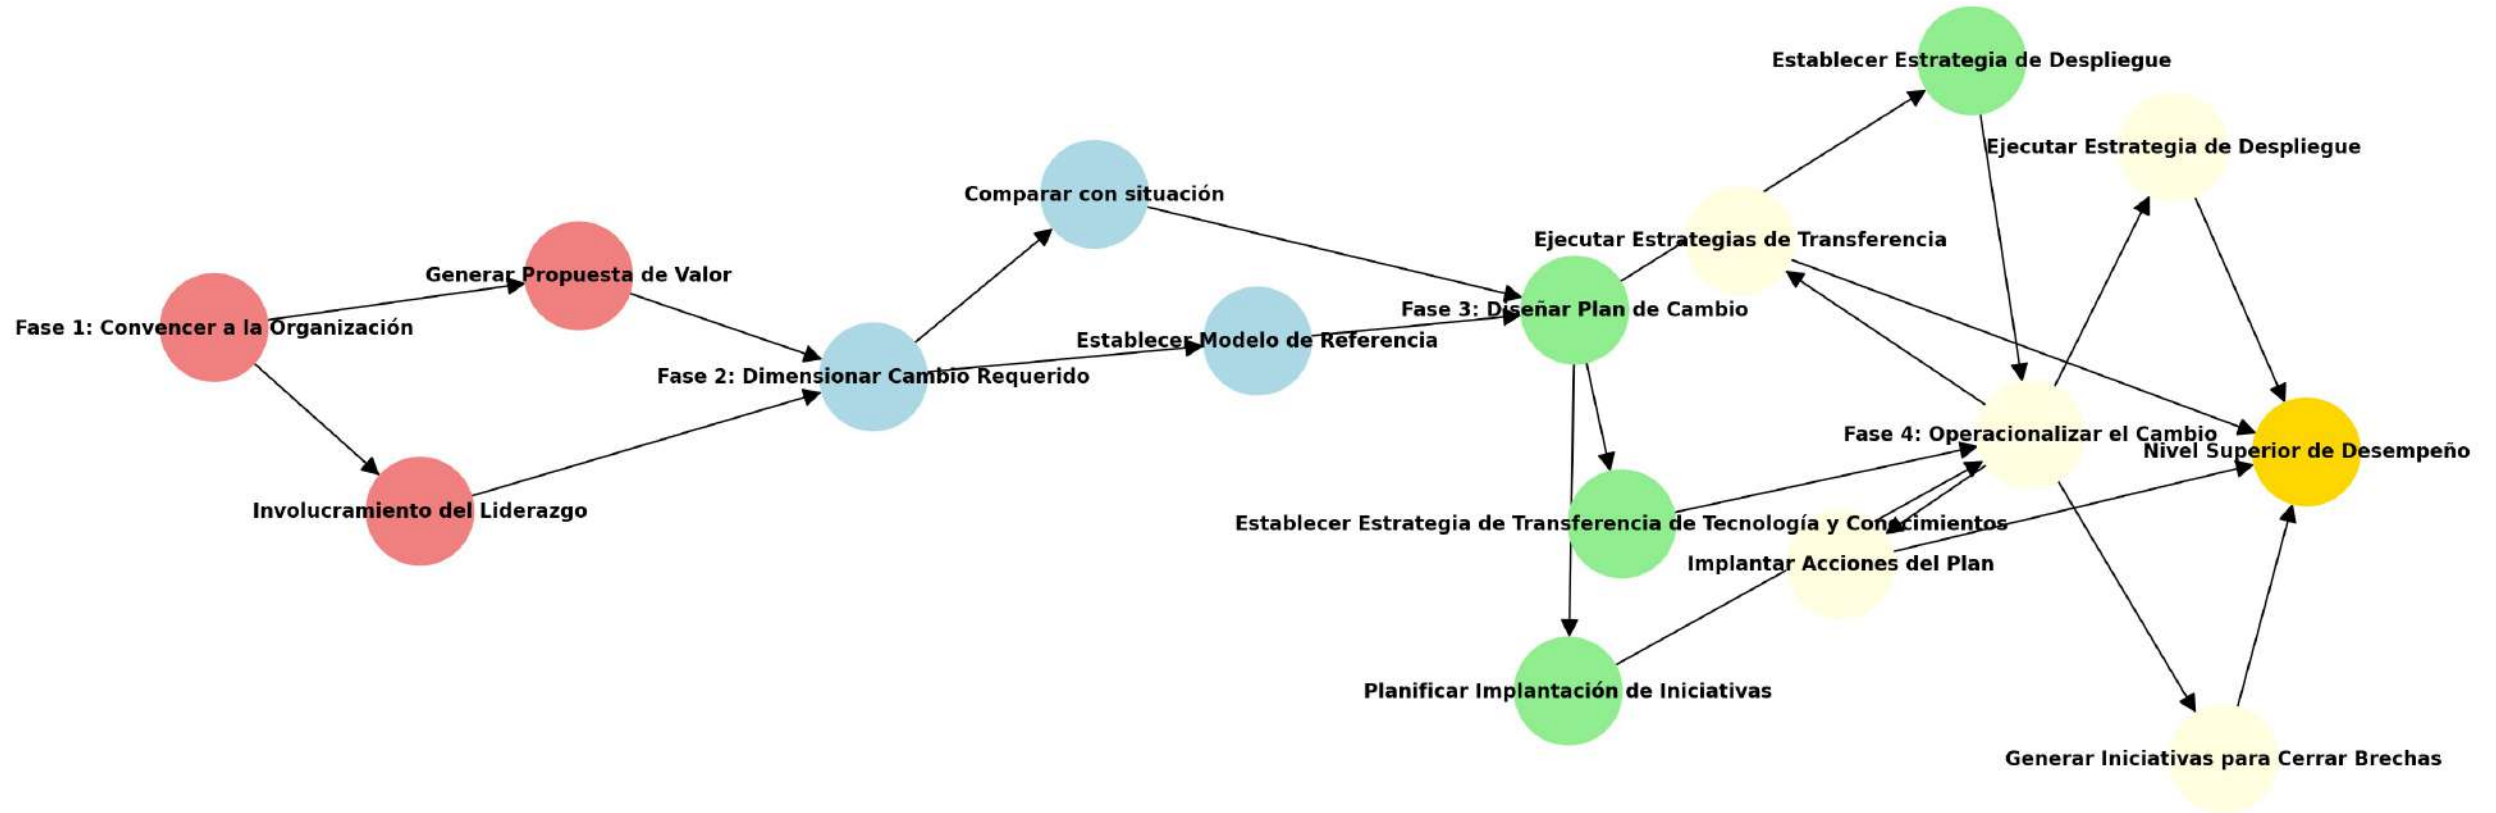 Fase 1: Convencer a la Organización
Generar Propuesta de Valor
Involucramiento del Liderazgo
Fase 2: Dimensionar Cambio Requerido
Comparar con situación
Establecer Modelo de Referencia
Fase 3: Diseñar Plan de Cambio
Establecer Estrategia de Despliegue
Establecer Estrategia de Transferencia de Tecnología y Conocimientos
Planificar Implantación de Iniciativas
Fase 4: Operacionalizar el Cambio
Ejecutar Estrategia de Despliegue
Ejecutar Estrategias de Transferencia
Implantar Acciones del Plan
Generar Iniciativas para Cerrar Brechas
Nivel Superior de Desempeño